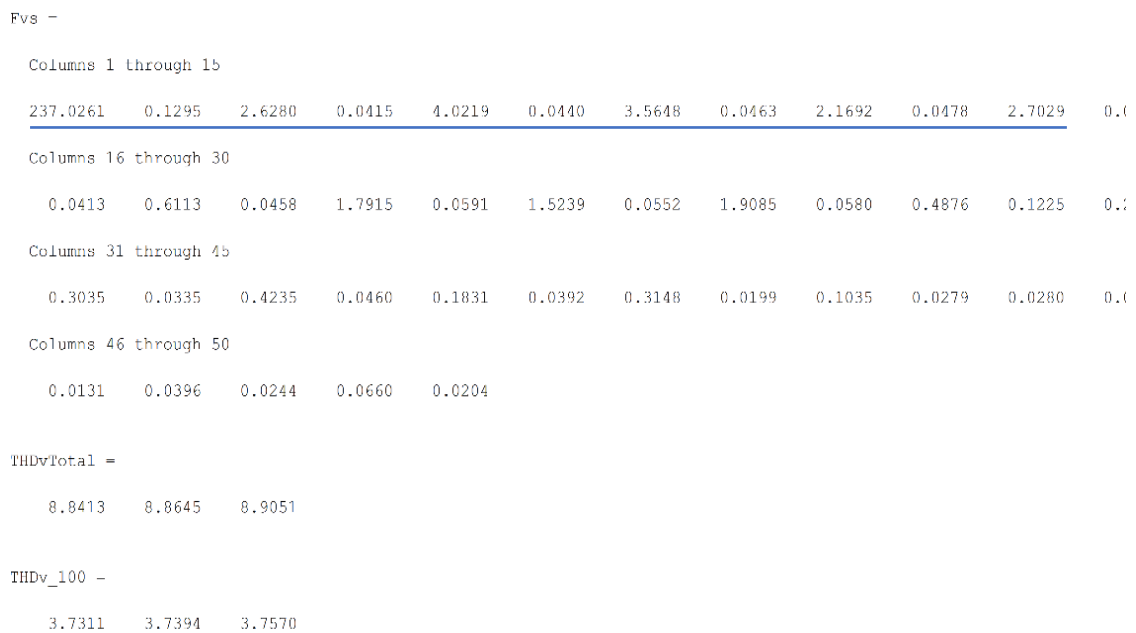 Fvs =
Columns 1 through 15
237.0261 0.1295 2.6280 0.0415 4.0219 0.0440 3.5648 0.0463 2.1692 0.0478 2.7029
Columns 16 through 30
0.0413 0.6113 0.0458 1.7915 0.0591 1.5239 0.0552 1.9085 0.0580 0.4876 0.1225
Columns 31 through 45
0.3035 0.0335 0.4235 0.0460 0.1831 0.0392 0.3148 0.0199 0.1035 0.0279 0.0280
Columns 46 through 50
0.0131 0.0396 0.0244 0.0660 0.0204
THDvTotal =
8.8413 8.8645 8.9051
THDv_100 =
3.7311 3.7394 3.7570